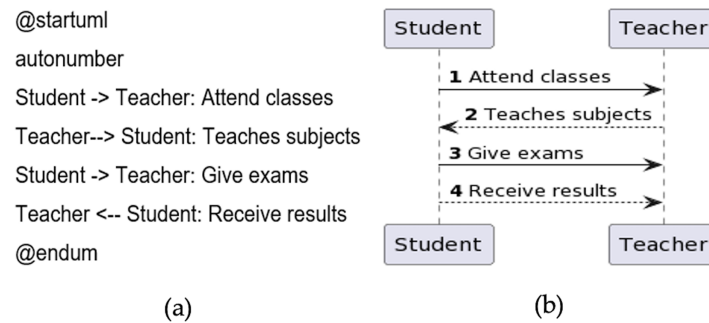 @startuml
autonumber
Student -> Teacher: Attend classes
Teacher--> Student: Teaches subjects
Student -> Teacher: Give exams
Teacher <-- Student: Receive results
@endum
(a)
Student Teacher
1 Attend classes
2 Teaches subjects
3 Give exams
4 Receive results
Student Teacher
(b)